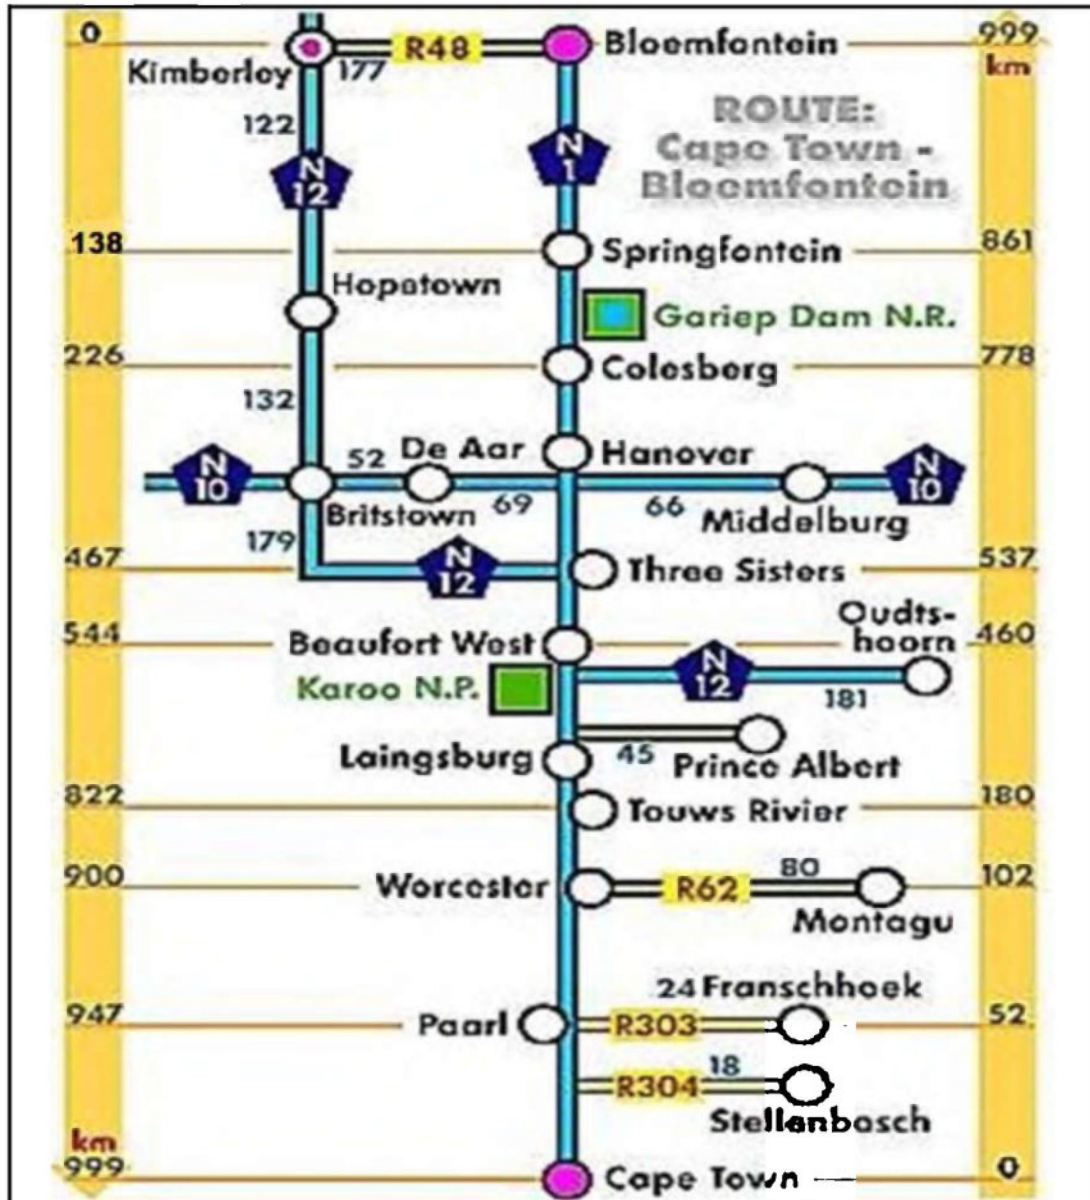 0
R48
Bloemfontein
999
km
Kimberley
177
122
N
12
N
1
ROUTE:
Cape Town -
Bloemfontein
138
Springfontein
861
Hopetown
Gariep Dam N.R.
226
Colesberg
778
132
N
10
52
De Aar
Hanover
N
10
Britstown
69
66
Middelburg
179
467
N
12
Three Sisters
537
Oudts-
hoorn
544
Beaufort West
460
Karoo N.P.
N
12
181
Laingsburg
45
Prince Albert
822
Touws Rivier
180
900
Worcester
R62
80
102
Montagu
24 Franschhoek
947
Paarl
R303
52
R304
18
Stellenbosch
km
999
Cape Town
0